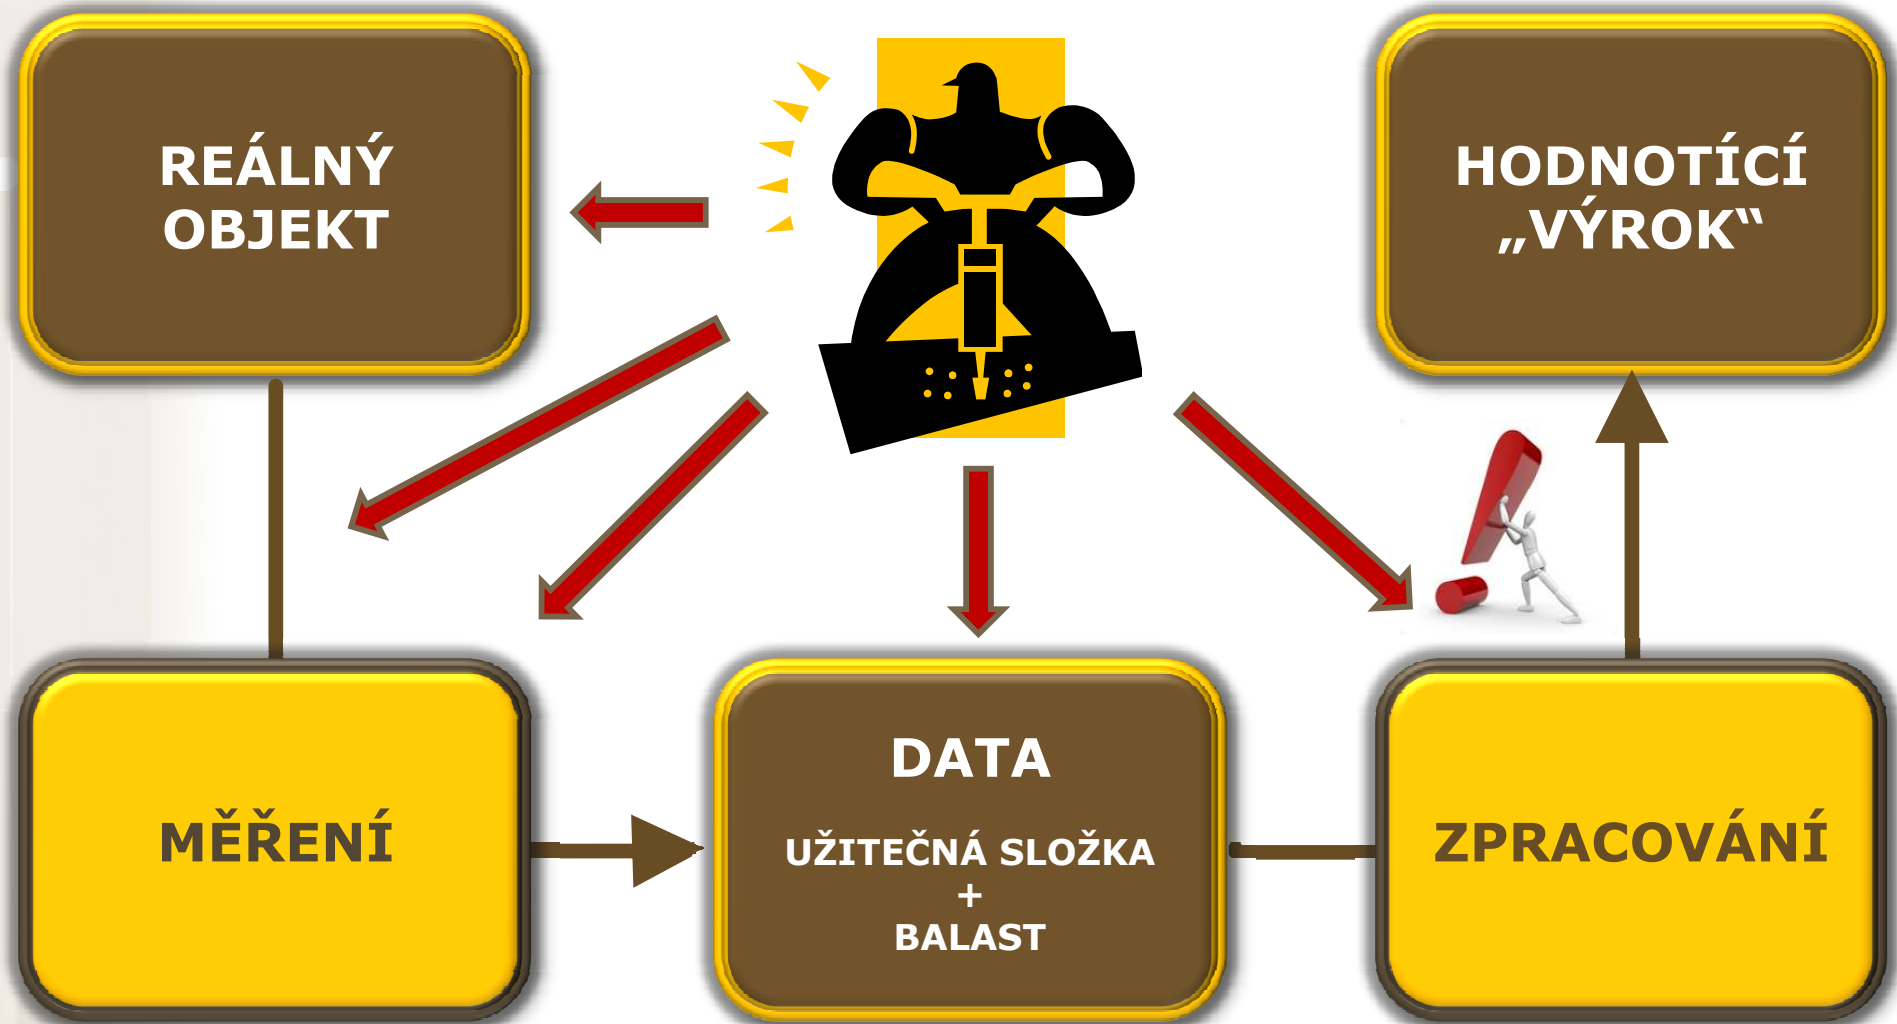 REÁLNÝ
OBJEKT
HODNOTÍCÍ
„VÝROK“
MĚŘENÍ
DATA
UŽITEČNÁ SLOŽKA
+
BALAST
ZPRACOVÁNÍ